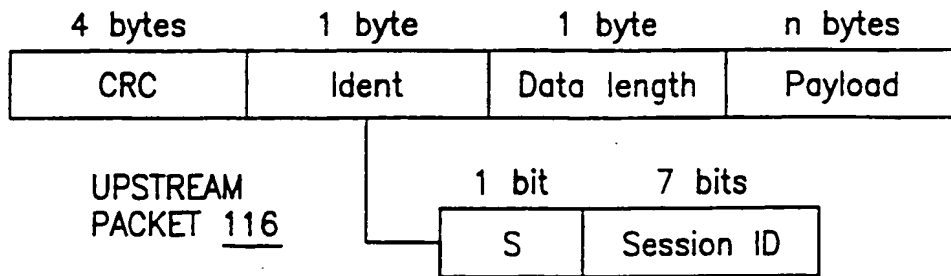 4 bytes 1 byte 1 byte n bytes
CRC Ident Data length Payload
UPSTREAM
PACKET 116
1 bit 7 bits
S Session ID